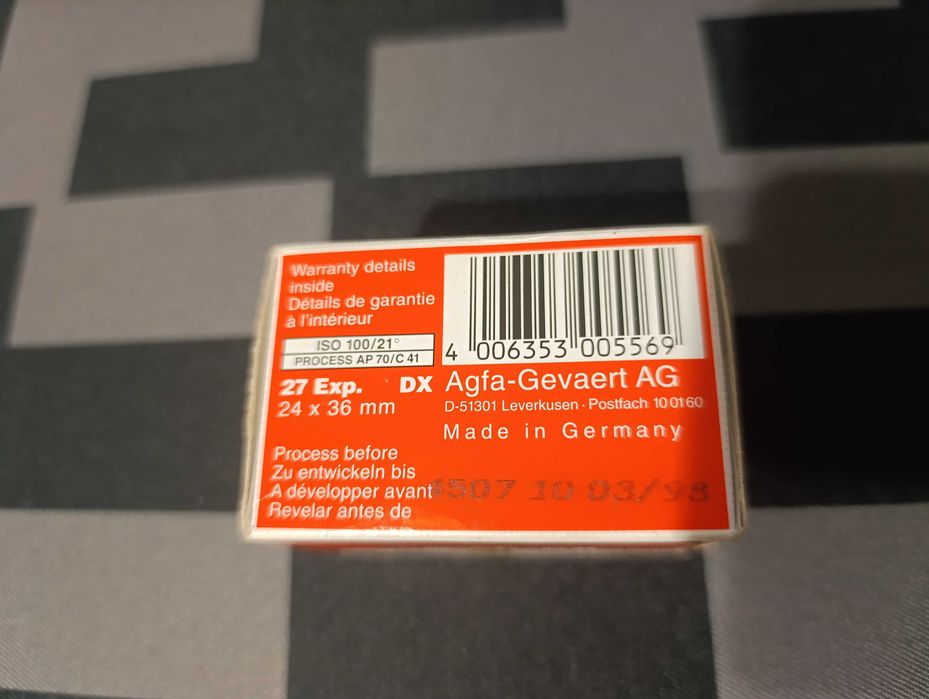 Warranty details
inside
Détails de garantie
à l'intérieur
ISO 100/21°
PROCESS AP 70/C 41
27 Exp. DX
24 x 36 mm
4 006353 005569
Agfa-Gevaert AG
D-51301 Leverkusen · Postfach 10 01 60
Made in Germany
Process before
Zu entwickeln bis
A développer avant
Revelar antes de
10 03/98